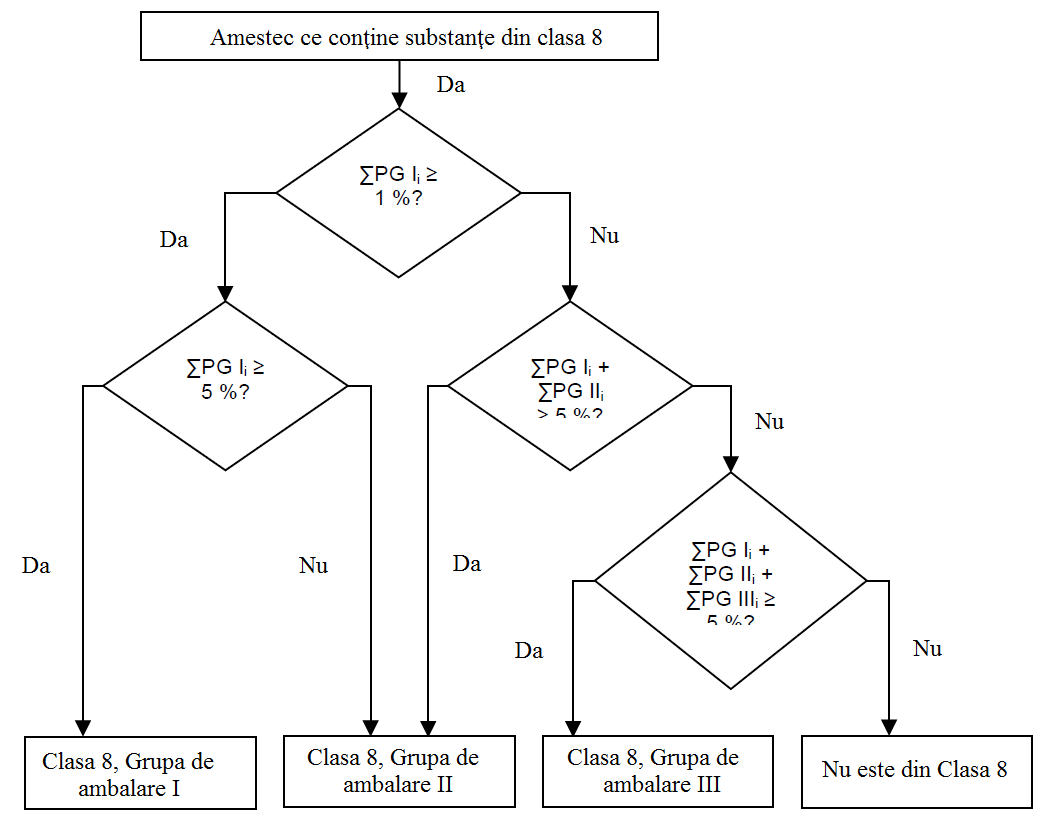 Amestec ce conține substanțe din clasa 8
Da
∑PG Iᵢ ≥
1 %?
Da
Nu
∑PG Iᵢ ≥
5 %?
∑PG Iᵢ +
∑PG IIᵢ
≥ 5 %?
Nu
Da
Nu
Da
∑PG Iᵢ +
∑PG IIᵢ +
∑PG IIIᵢ ≥
5 %?
Da
Nu
Clasa 8, Grupa de
ambalare I
Clasa 8, Grupa de
ambalare II
Clasa 8, Grupa de
ambalare III
Nu este din Clasa 8